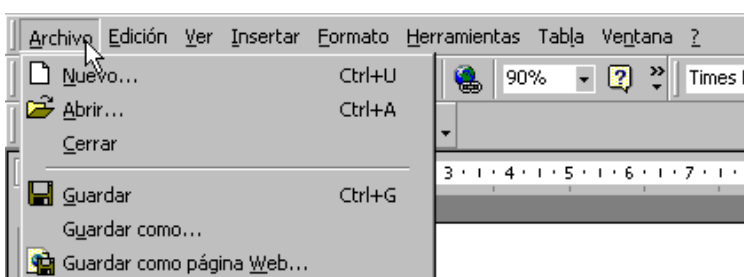 Archivo Edición Ver Insertar Formato Herramientas Tabla Ventana ?
Nuevo... Ctrl+U
90%
Times
Abrir... Ctrl+A
Cerrar
3 · 4 · 5 · 6 · 7
Guardar Ctrl+G
Guardar como...
Guardar como página Web...